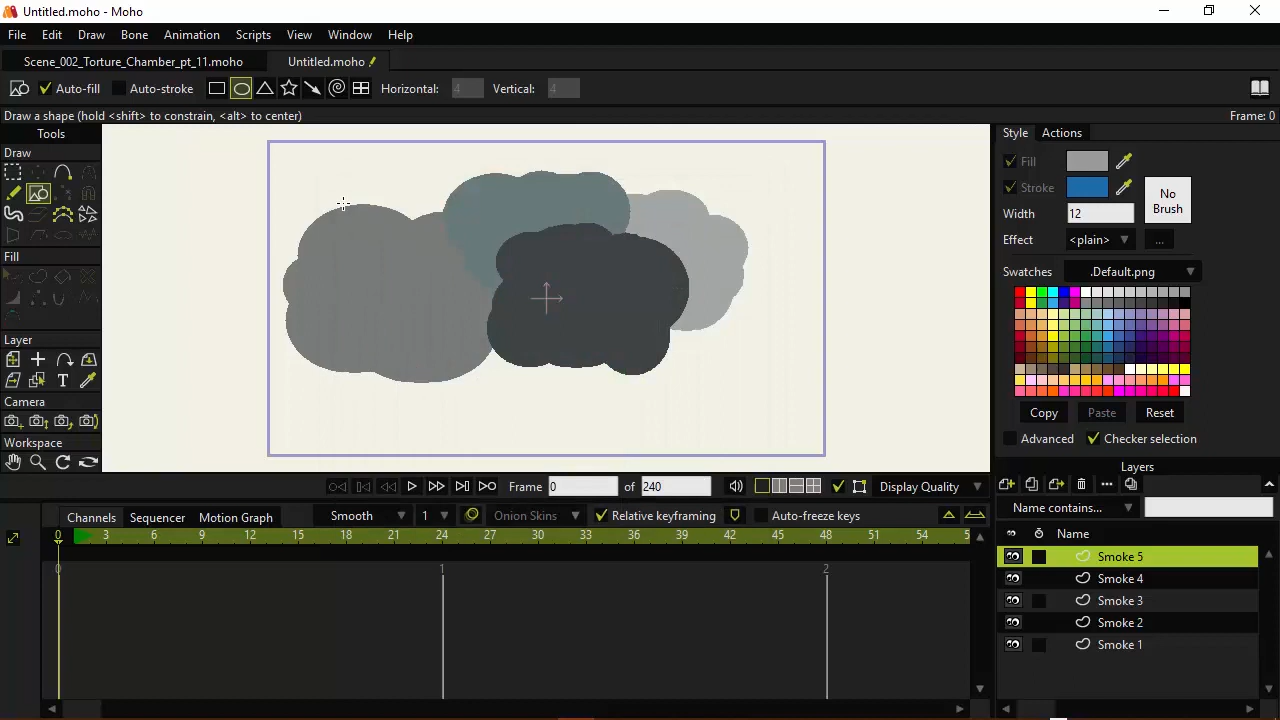 Untitled.moho - Moho
File Edit Draw Bone Animation Scripts View Window Help
Scene_002_Torture_Chamber_pt_11.moho Untitled.moho
Auto-fill Auto-stroke Horizontal: 4 Vertical: 4
Draw a shape (hold <shift> to constrain, <alt> to center) Frame: 0
Tools
Draw
Fill
Layer
Camera
Workspace
Style Actions
Fill
Stroke
No Brush
Width 12
Effect <plain> ...
Swatches .Default.png
Copy Paste Reset
Advanced Checker selection
Layers
Name contains...
Name
Smoke 5
Smoke 4
Smoke 3
Smoke 2
Smoke 1
Frame 0 of 240 Display Quality
Channels Sequencer Motion Graph Smooth 1 Onion Skins Relative keyframing Auto-freeze keys
0 3 6 9 12 15 18 21 24 27 30 33 36 39 42 45 48 51 54 5
0 1 2